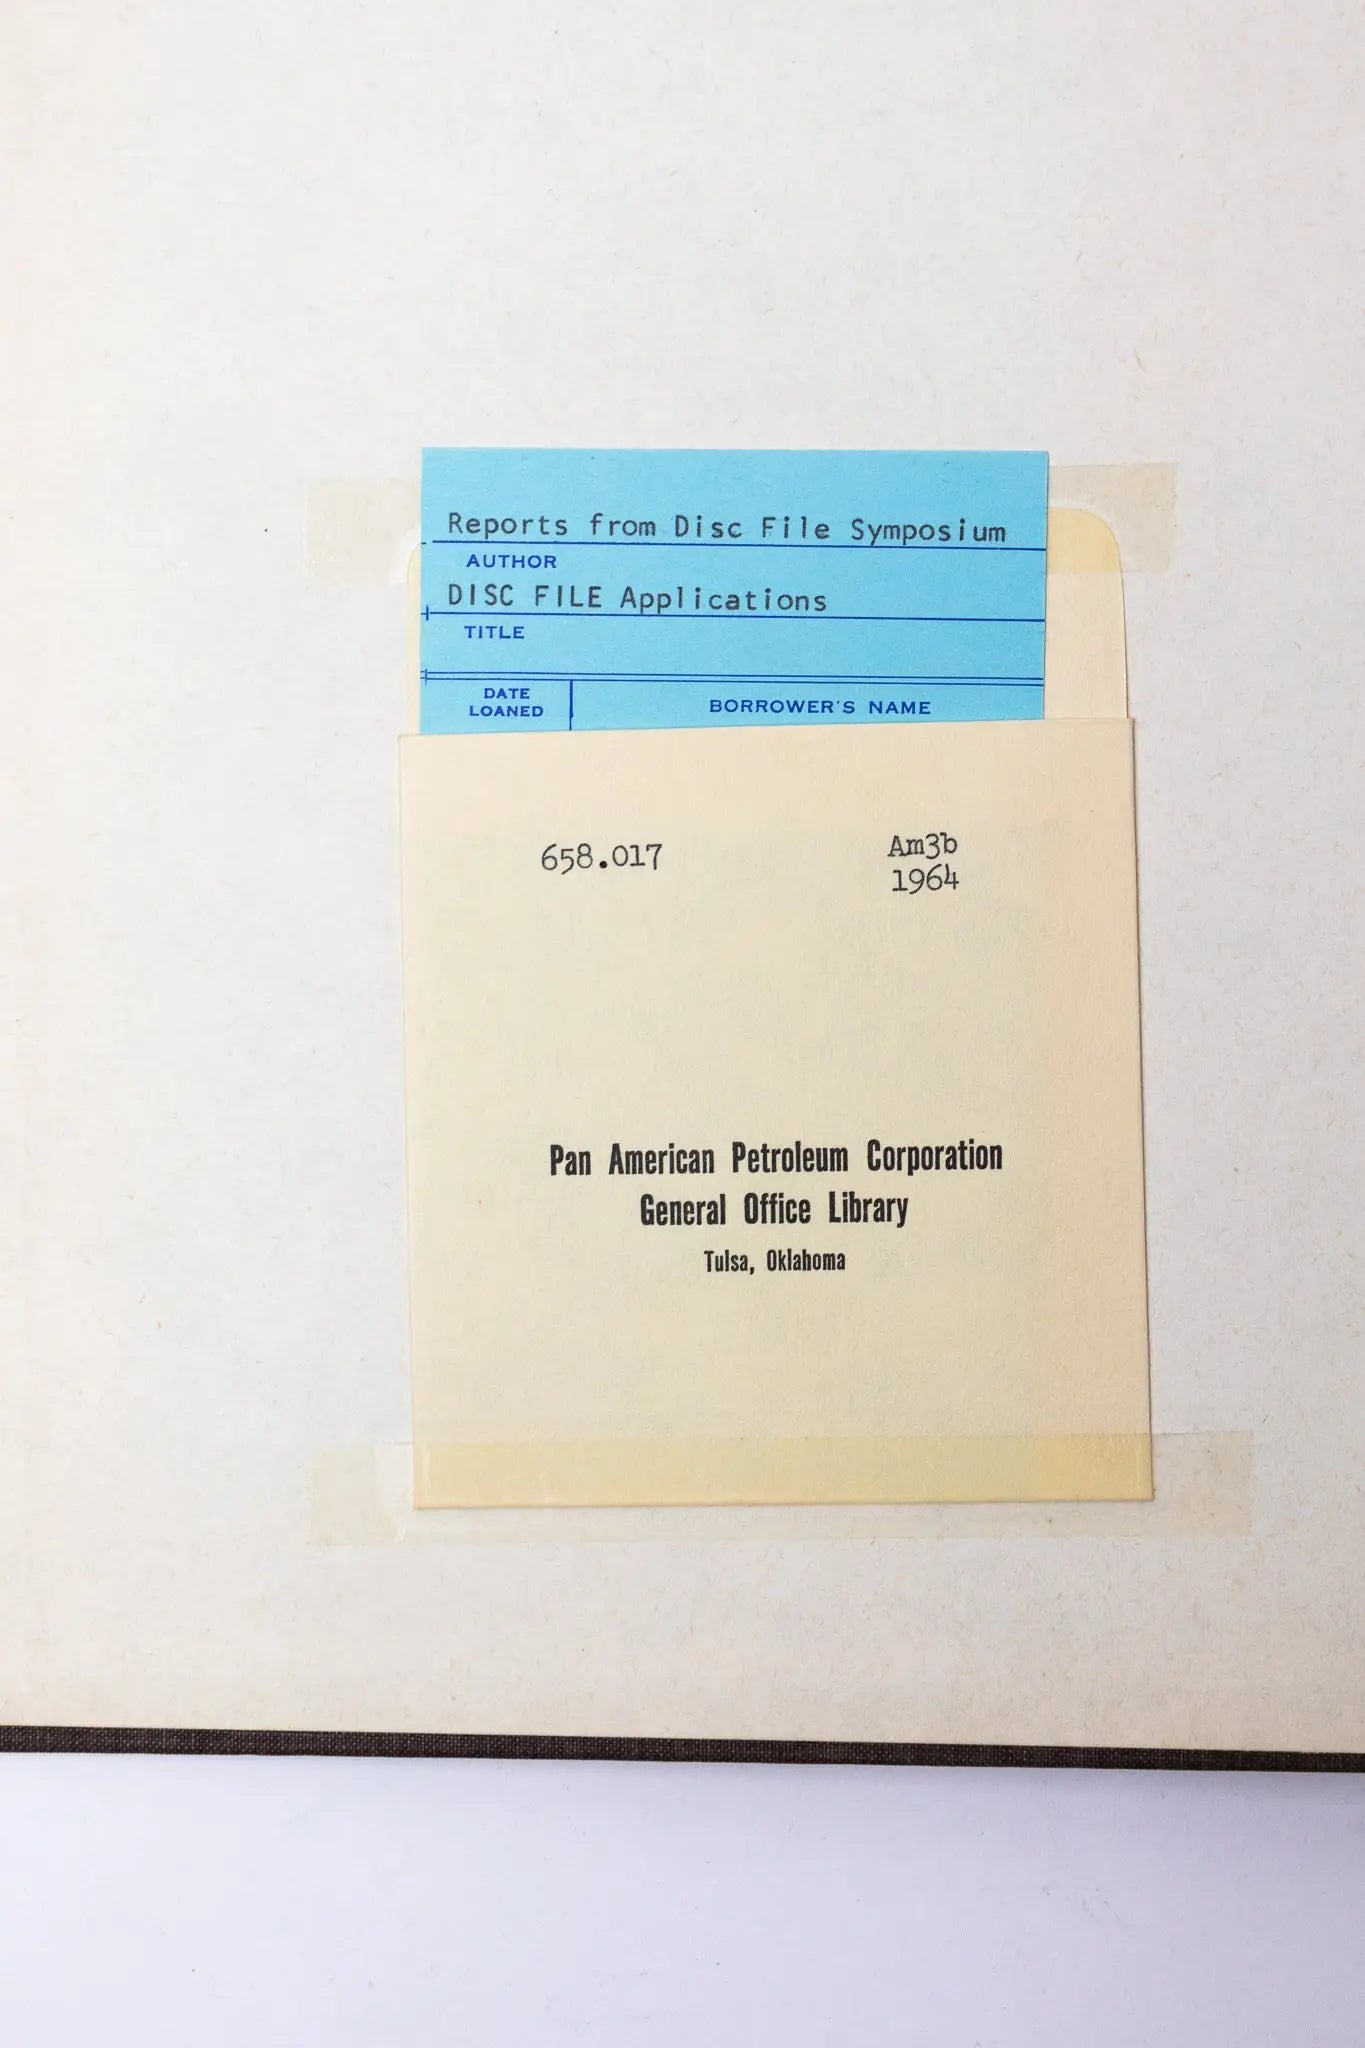 Reports from Disc File Symposium
AUTHOR
DISC FILE Applications
TITLE
DATE
LOANED
BORROWER'S NAME
658.017
Am3b
1964
Pan American Petroleum Corporation
General Office Library
Tulsa, Oklahoma